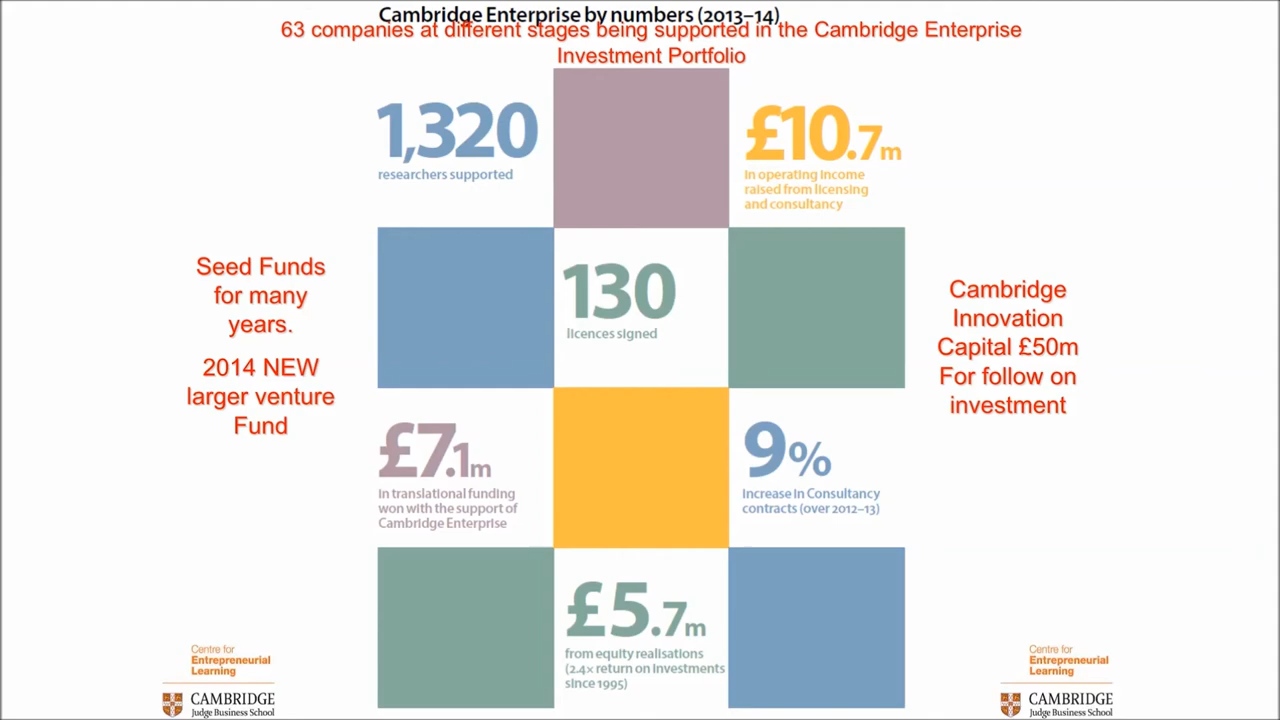 Cambridge Enterprise by numbers (2013–14)
63 companies at different stages being supported in the Cambridge Enterprise
Investment Portfolio
1,320
researchers supported
£10.7m
in operating income
raised from licensing
and consultancy
Seed Funds
for many
years.
2014 NEW
larger venture
Fund
130
licences signed
Cambridge
Innovation
Capital £50m
For follow on
investment
£7.1m
in translational funding
won with the support of
Cambridge Enterprise
9%
increase in Consultancy
contracts (over 2012–13)
£5.7m
from equity realisations
(2.4× return on investments
since 1995)
Centre for
Entrepreneurial
Learning
CAMBRIDGE
Judge Business School
Centre for
Entrepreneurial
Learning
CAMBRIDGE
Judge Business School